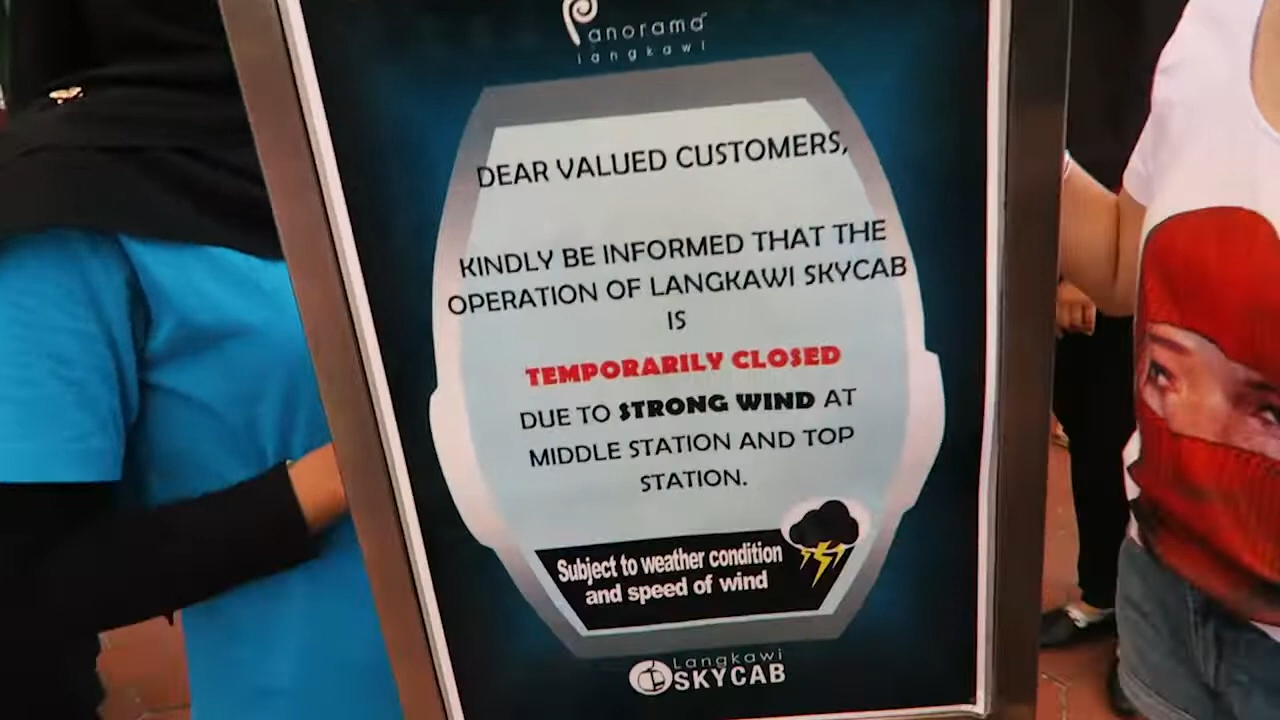 Panorama
langkawi
DEAR VALUED CUSTOMERS,
KINDLY BE INFORMED THAT THE
OPERATION OF LANGKAWI SKYCAB
IS
TEMPORARILY CLOSED
DUE TO STRONG WIND AT
MIDDLE STATION AND TOP
STATION.
Subject to weather condition
and speed of wind
Langkawi
SKYCAB